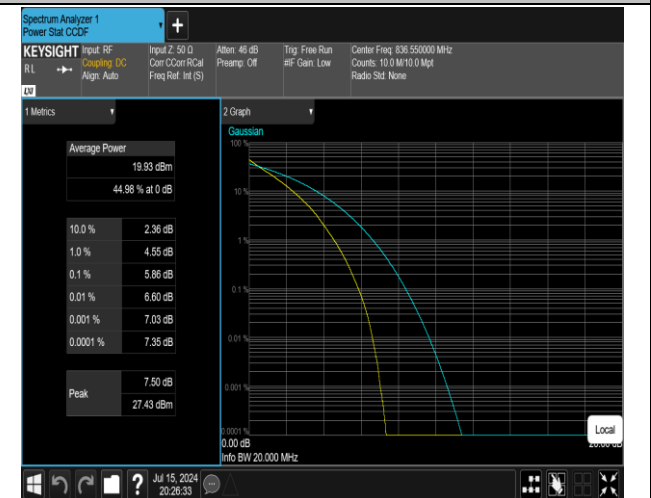 Spectrum Analyzer 1
Power Stat CCDF
+
KEYSIGHT
RL
Input: RF
Coupling: DC
Align: Auto
Input Z: 50 Ω
Corr CCorr RCal
Freq Ref: Int (S)
Atten: 46 dB
Preamp: Off
Trig: Free Run
#IF Gain: Low
Center Freq: 836.550000 MHz
Counts: 10.0 M/10.0 Mpt
Radio Std: None
LXI
1 Metrics
Average Power
19.93 dBm
44.98 % at 0 dB
10.0 % 2.36 dB
1.0 % 4.55 dB
0.1 % 5.86 dB
0.01 % 6.60 dB
0.001 % 7.03 dB
0.0001 % 7.35 dB
Peak
7.50 dB
27.43 dBm
2 Graph
Gaussian
100 %
10 %
1 %
0.1 %
0.01 %
0.001 %
0.0001 %
0.00 dB
Info BW 20.000 MHz
Local
?
Jul 15, 2024
20:26:33